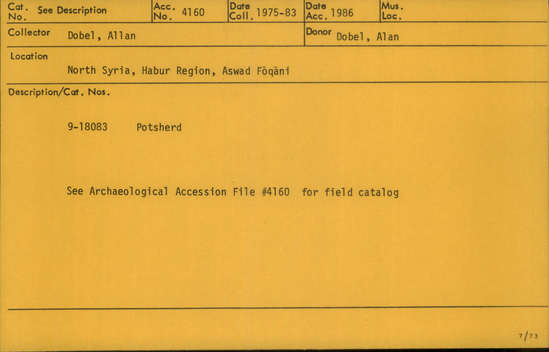 Cat. No. See Description Acc. No. 4160 Date Coll. 1975-83 Date Acc. 1986 Mus. Loc.
Collector Dobel, Allan Donor Dobel, Alan
Location
North Syria, Habur Region, Aswad Fōqāni
Description/Cat. Nos.
9-18083 Potsherd
See Archaeological Accession File #4160 for field catalog
7/73